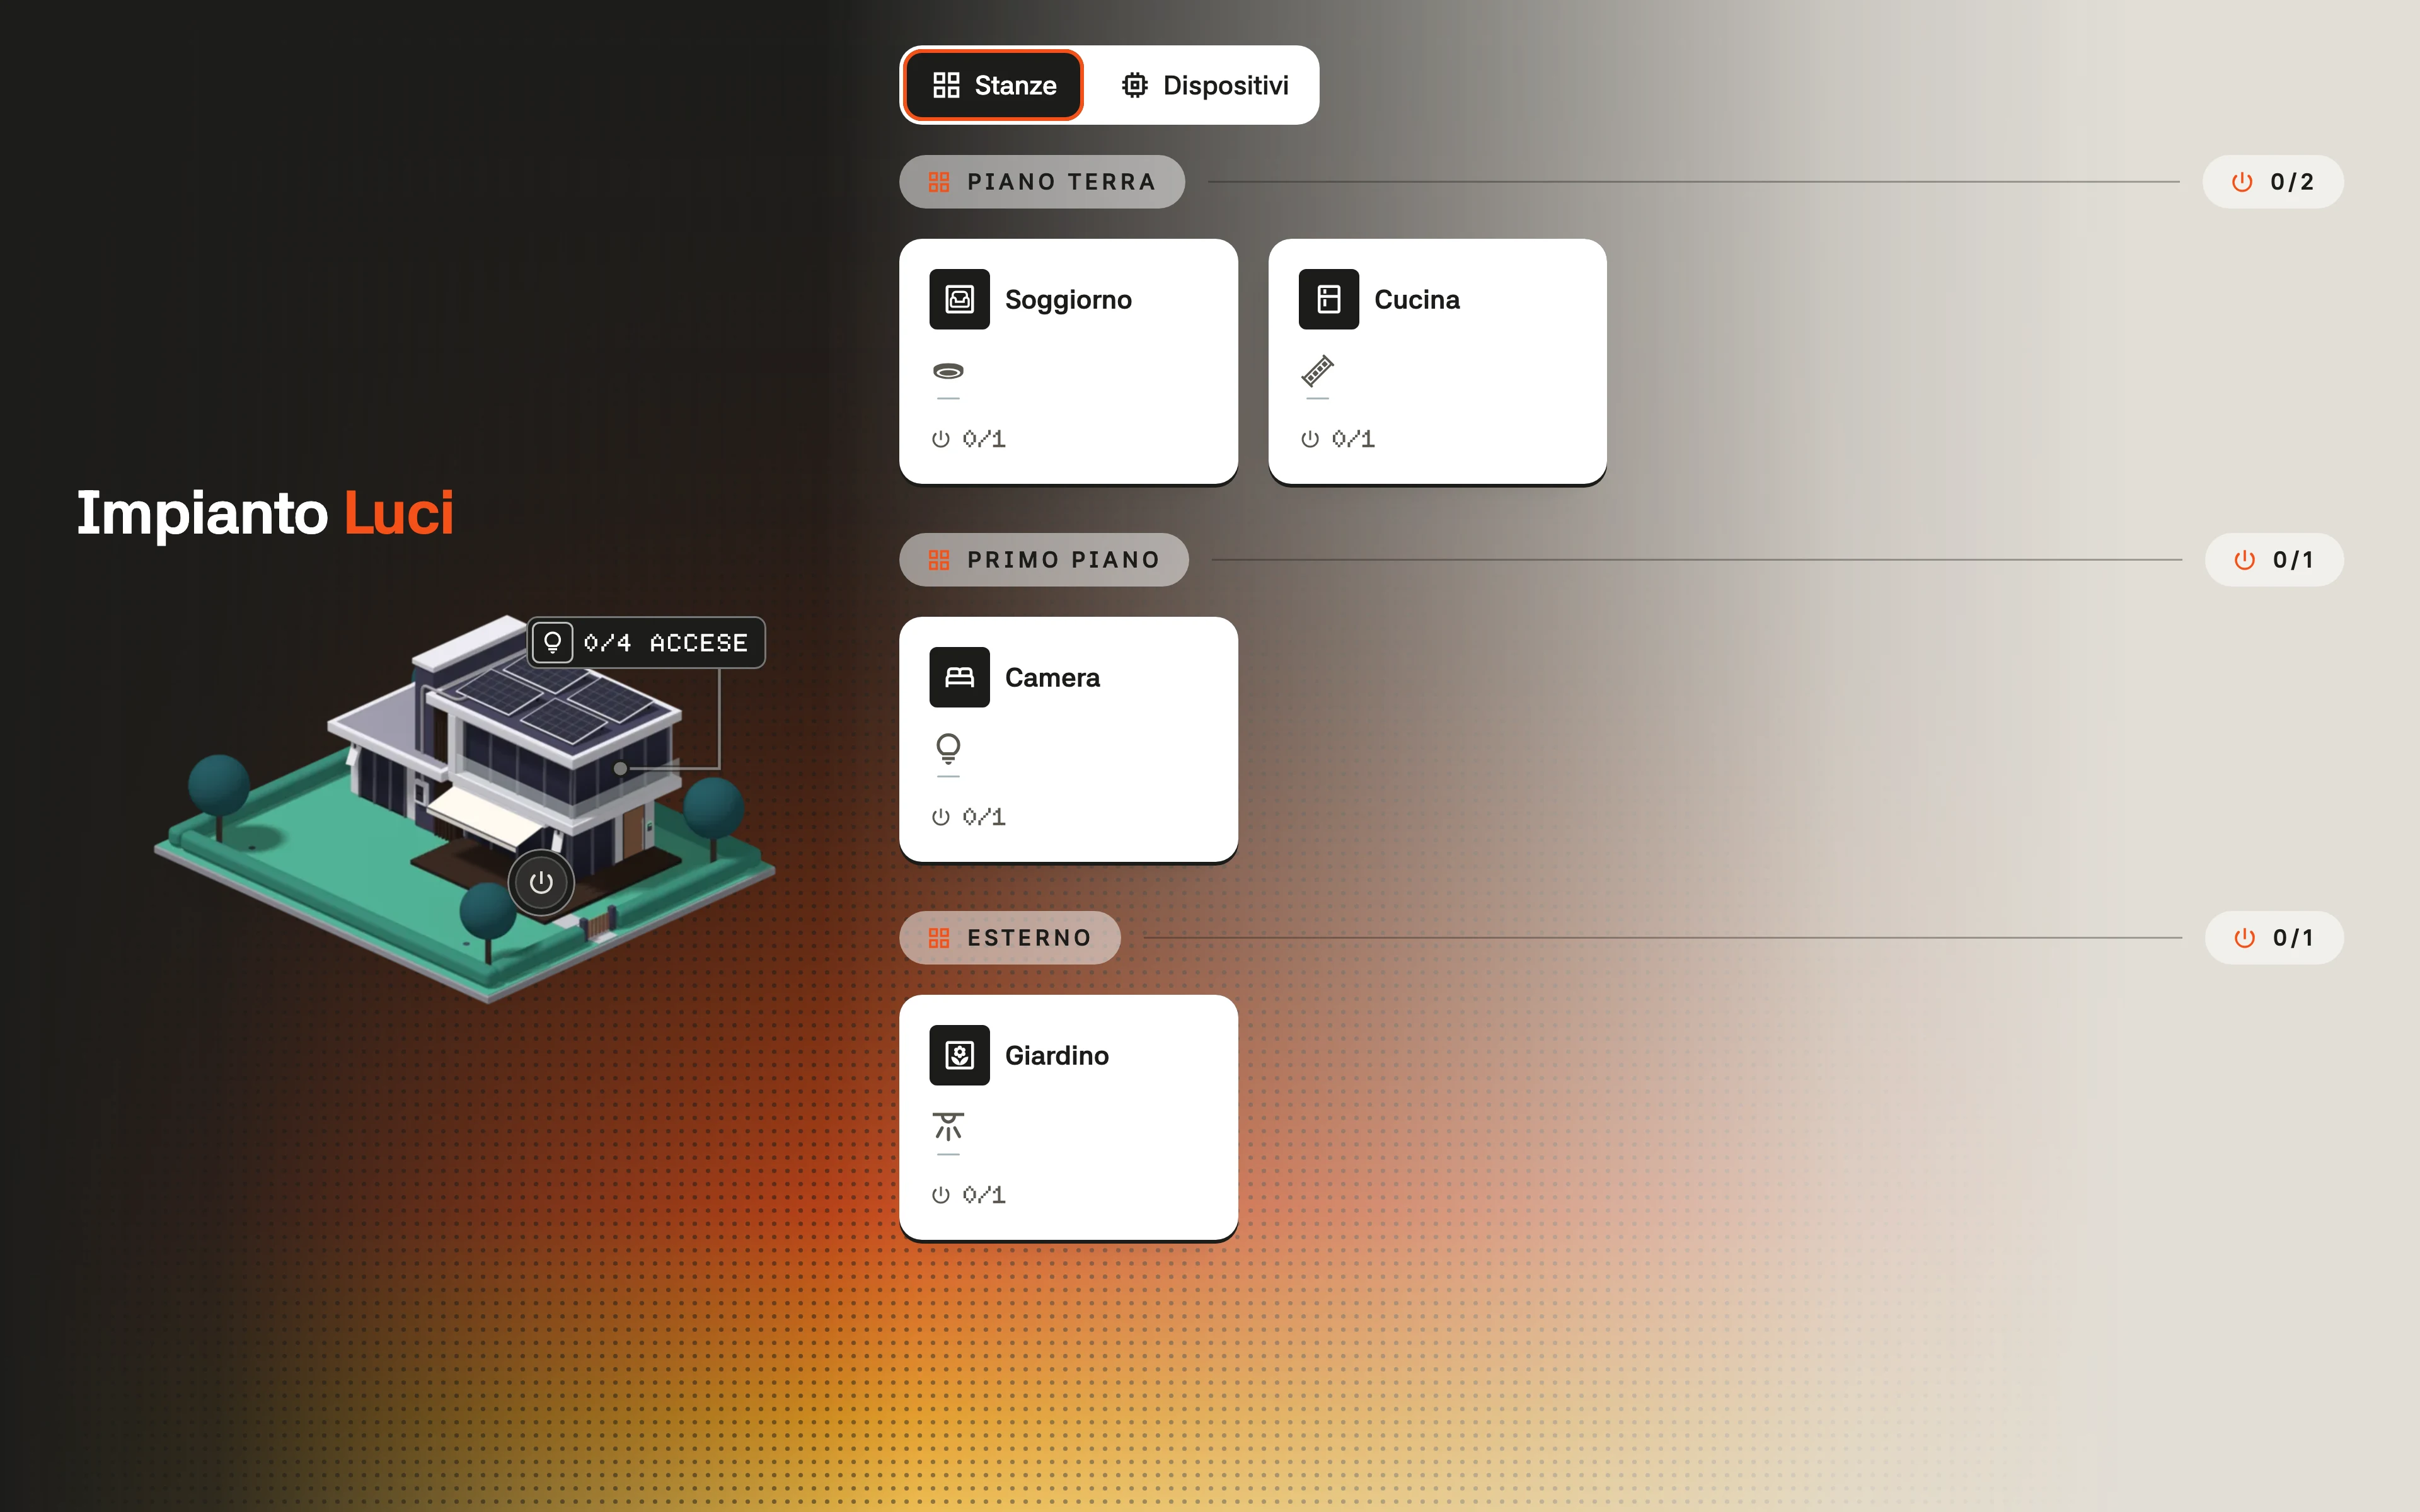 Stanze
Dispositivi
PIANO TERRA
0/2
Soggiorno
0/1
Cucina
0/1
Impianto Luci
0/4 ACCESE
PRIMO PIANO
0/1
Camera
0/1
ESTERNO
0/1
Giardino
0/1